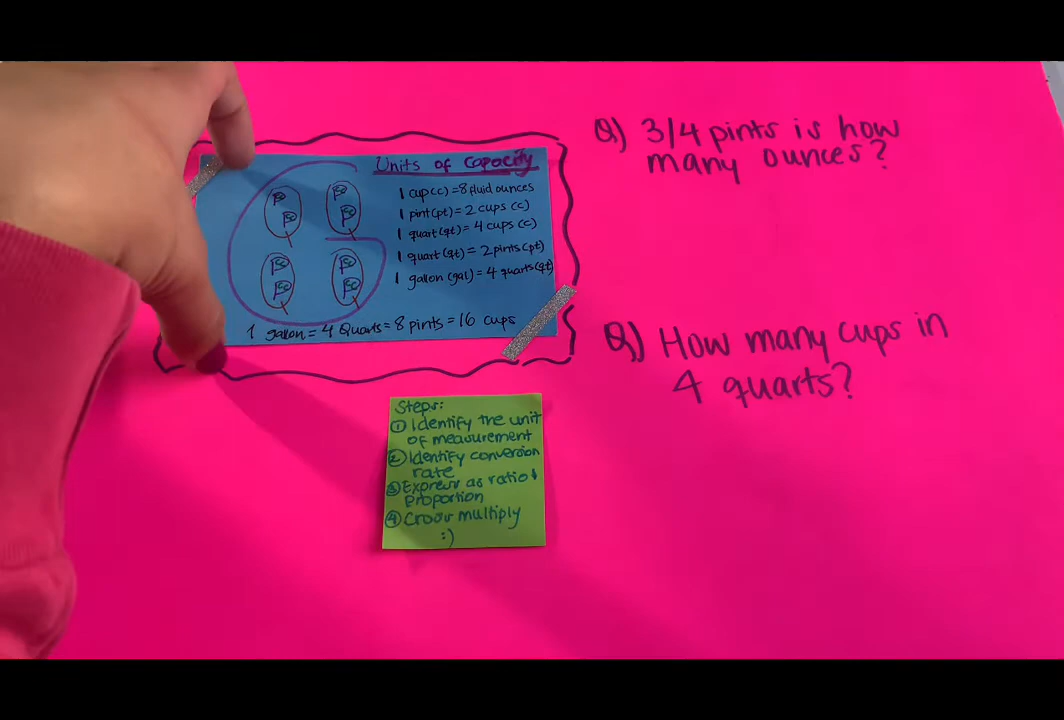 Units of Capacity
1 cup(c) = 8 fluid ounces
1 pint(pt) = 2 cups (c)
1 quart(qt) = 4 cups (c)
1 quart (qt) = 2 pints(pt)
1 gallon (gal) = 4 quarts(qt)
1 gallon = 4 Quarts = 8 pints = 16 cups
Steps:
① Identify the unit
of measurement
② Identify conversion
rate
③ Express as ratio +
proportion
④ Cross multiply
:)
Q) 3/4 pints is how
many ounces?
Q) How many cups in
4 quarts?